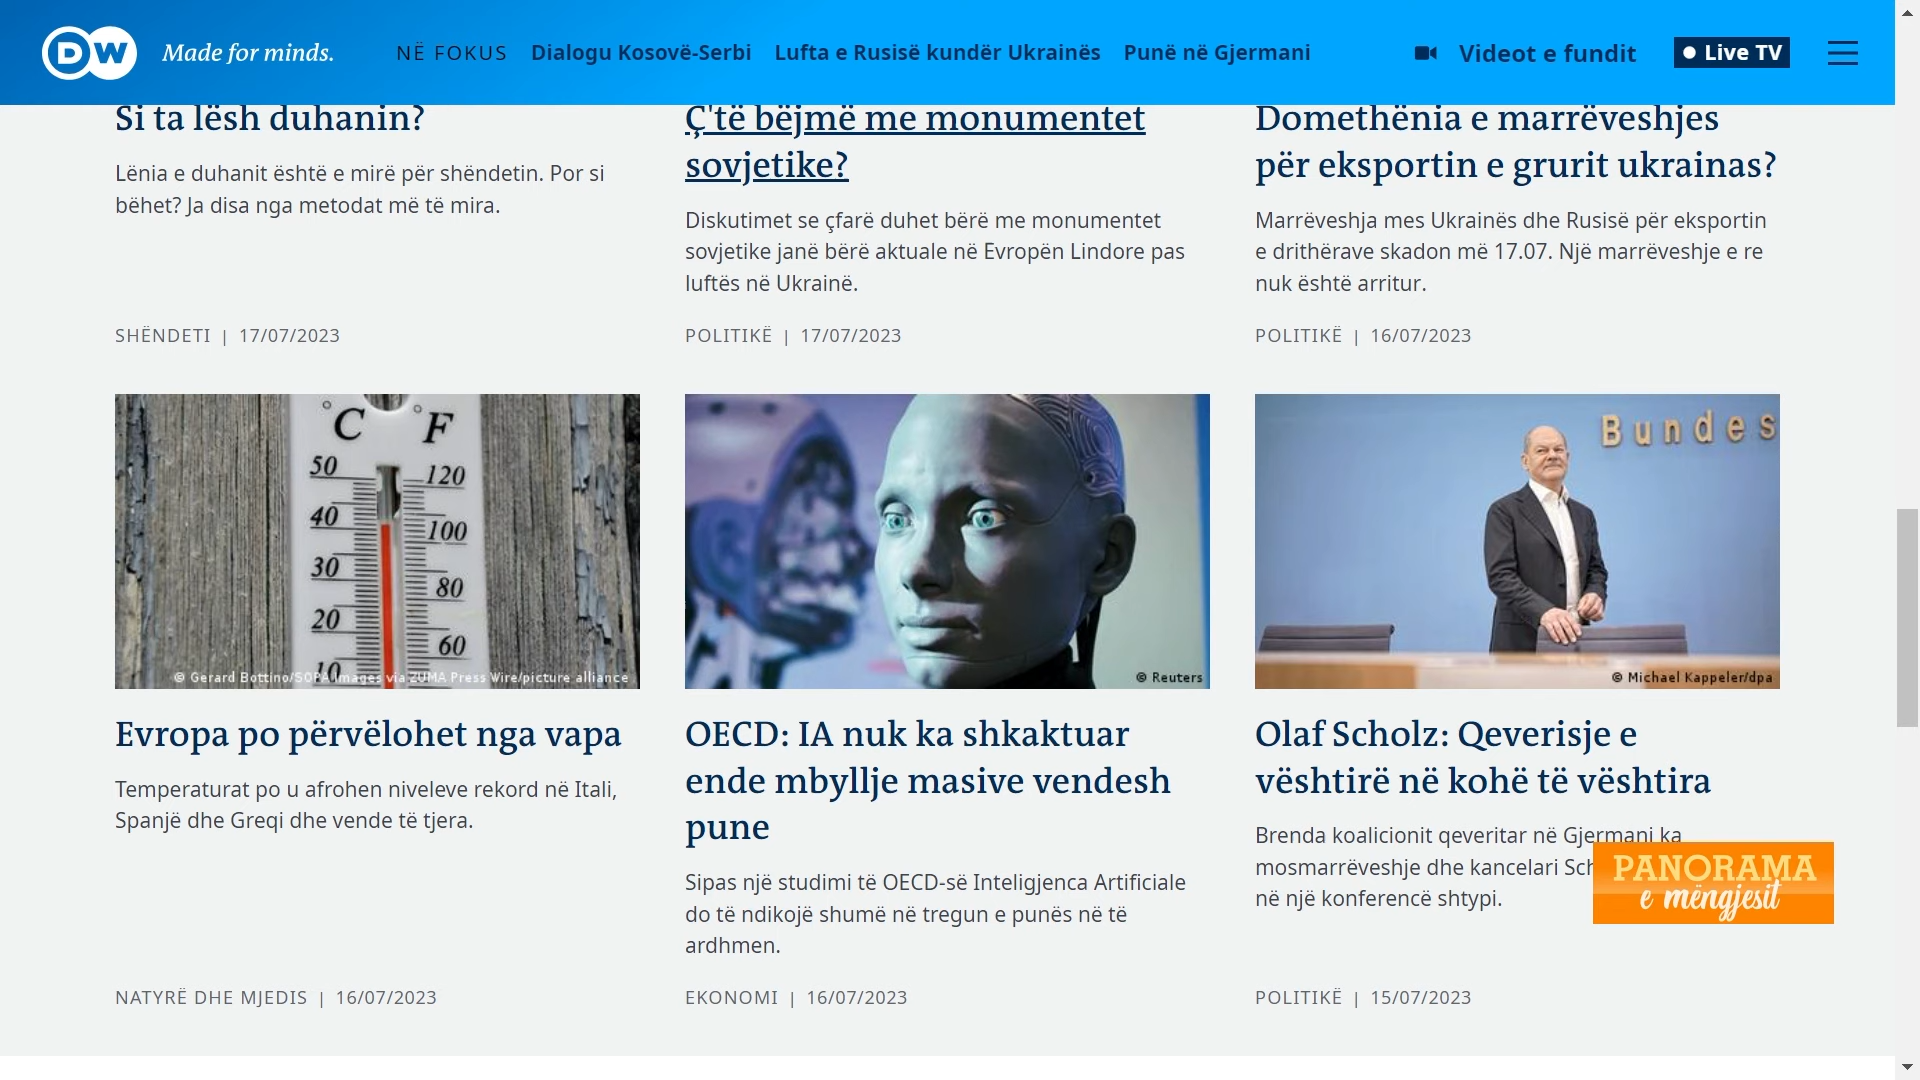 DW Made for minds.
NË FOKUS Dialogu Kosovë-Serbi Lufta e Rusisë kundër Ukrainës Punë në Gjermani
Videot e fundit
Live TV
Si ta lësh duhanin?
Lënia e duhanit është e mirë për shëndetin. Por si
bëhet? Ja disa nga metodat më të mira.
SHËNDETI | 17/07/2023
Ç'të bëjmë me monumentet
sovjetike?
Diskutimet se çfarë duhet bërë me monumentet
sovjetike janë bërë aktuale në Evropën Lindore pas
luftës në Ukrainë.
POLITIKË | 17/07/2023
Domethënia e marrëveshjes
për eksportin e grurit ukrainas?
Marrëveshja mes Ukrainës dhe Rusisë për eksportin
e drithërave skadon më 17.07. Një marrëveshje e re
nuk është arritur.
POLITIKË | 16/07/2023
°C °F
50 120
40 100
30 80
20 60
10
© Gerard Bottino/SOPA Images via ZUMA Press Wire/picture alliance
Evropa po përvëlohet nga vapa
Temperaturat po u afrohen niveleve rekord në Itali,
Spanjë dhe Greqi dhe vende të tjera.
NATYRË DHE MJEDIS | 16/07/2023
© Reuters
OECD: IA nuk ka shkaktuar
ende mbyllje masive vendesh
pune
Sipas një studimi të OECD-së Inteligjenca Artificiale
do të ndikojë shumë në tregun e punës në të
ardhmen.
EKONOMI | 16/07/2023
Bundes
© Michael Kappeler/dpa
Olaf Scholz: Qeverisje e
vështirë në kohë të vështira
Brenda koalicionit qeveritar në Gjermani ka
mosmarrëveshje dhe kancelari
në një konferencë shtypi.
POLITIKË | 15/07/2023
PANORAMA
e mëngjesit